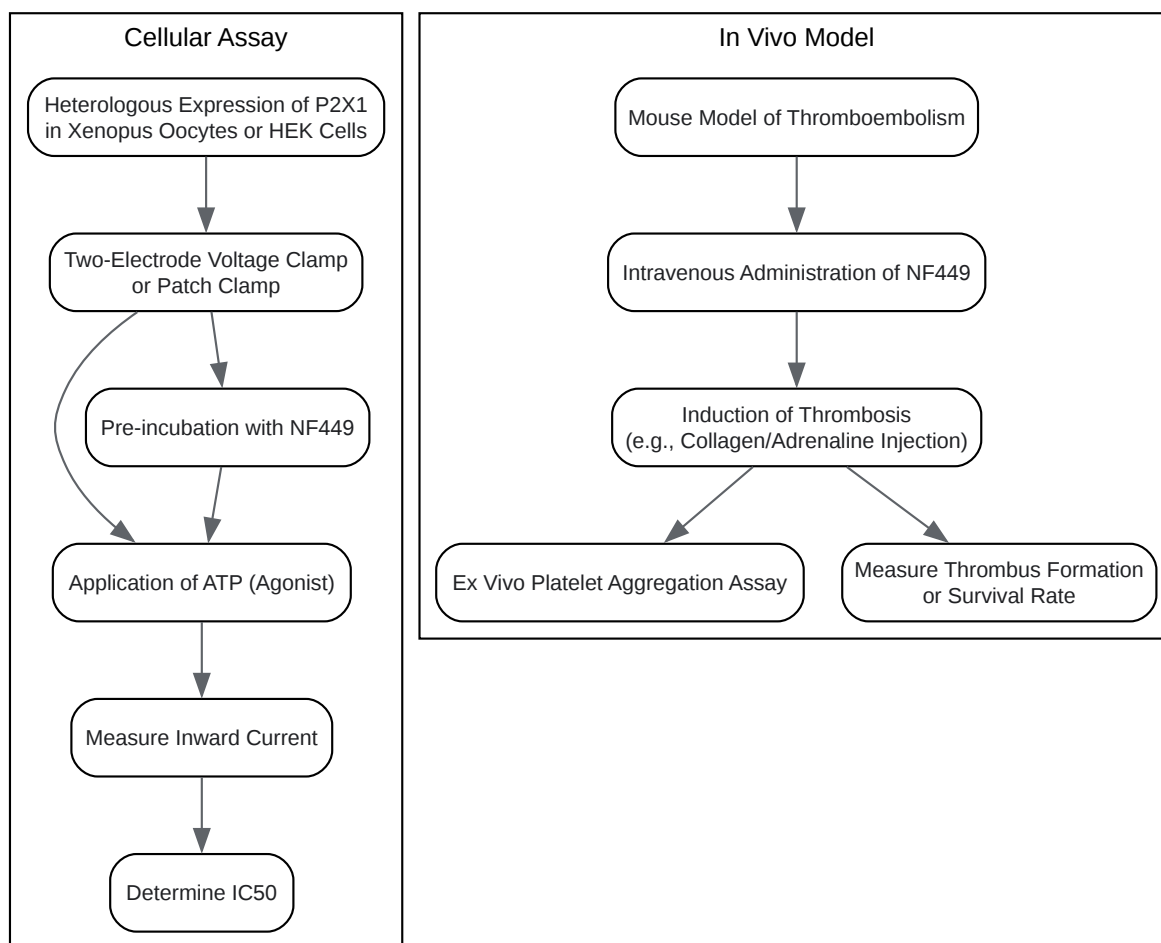 Cellular Assay
Heterologous Expression of P2X1
in Xenopus Oocytes or HEK Cells
Two-Electrode Voltage Clamp
or Patch Clamp
Pre-incubation with NF449
Application of ATP (Agonist)
Measure Inward Current
Determine IC50
In Vivo Model
Mouse Model of Thromboembolism
Intravenous Administration of NF449
Induction of Thrombosis
(e.g., Collagen/Adrenaline Injection)
Ex Vivo Platelet Aggregation Assay
Measure Thrombus Formation
or Survival Rate